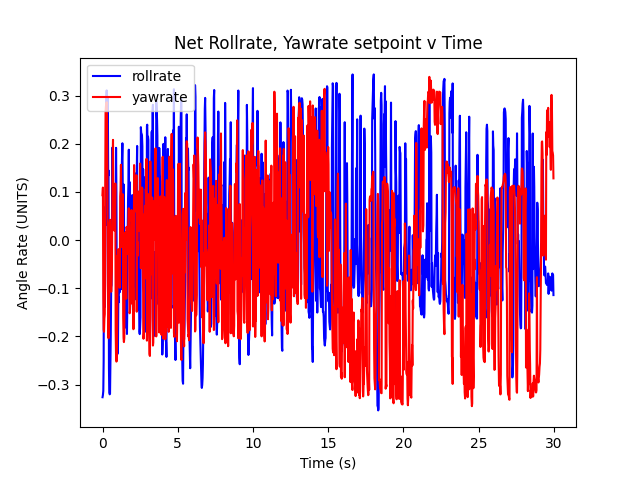 Net Rollrate, Yawrate setpoint v Time
rollrate
yawrate
Angle Rate (UNITS)
0.3
0.2
0.1
0.0
−0.1
−0.2
−0.3
0 5 10 15 20 25 30
Time (s)